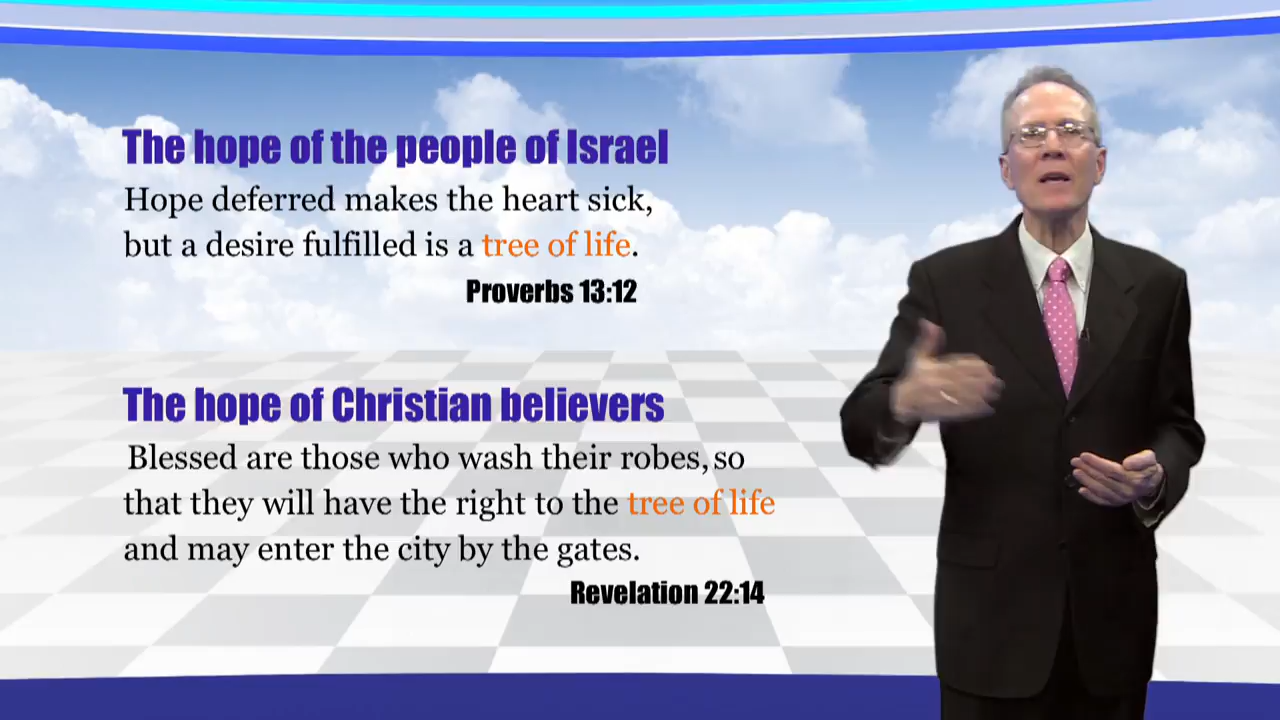 The hope of the people of Israel
Hope deferred makes the heart sick,
but a desire fulfilled is a tree of life.
Proverbs 13:12
The hope of Christian believers
Blessed are those who wash their robes, so
that they will have the right to the tree of life
and may enter the city by the gates.
Revelation 22:14